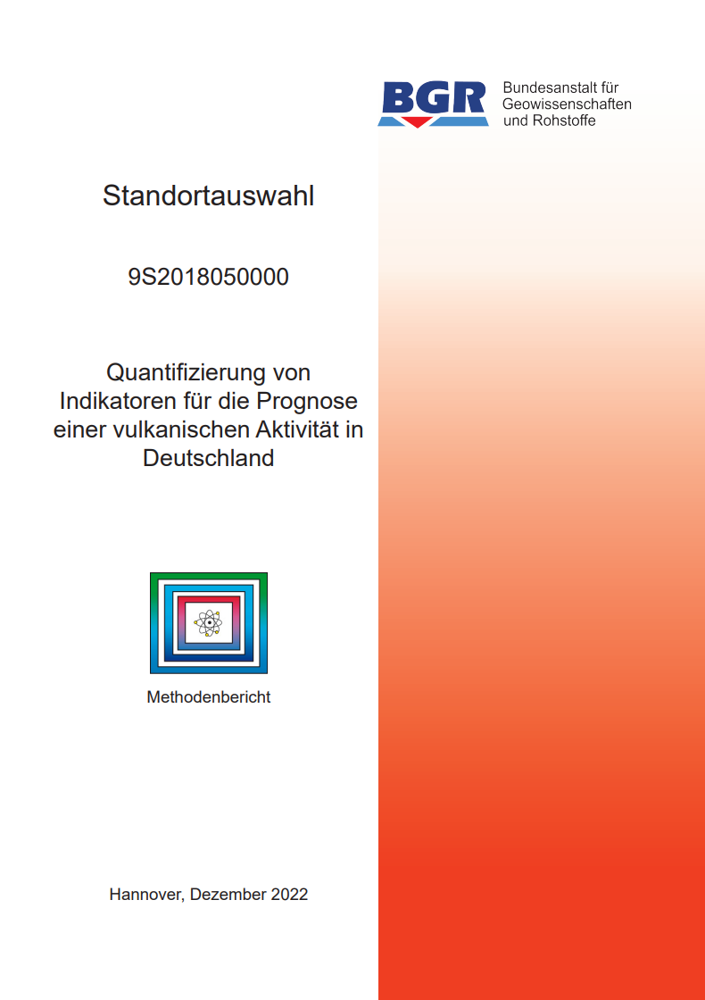 BGR
Bundesanstalt für
Geowissenschaften
und Rohstoffe
Standortauswahl
9S2018050000
Quantifizierung von
Indikatoren für die Prognose
einer vulkanischen Aktivität in
Deutschland
Methodenbericht
Hannover, Dezember 2022